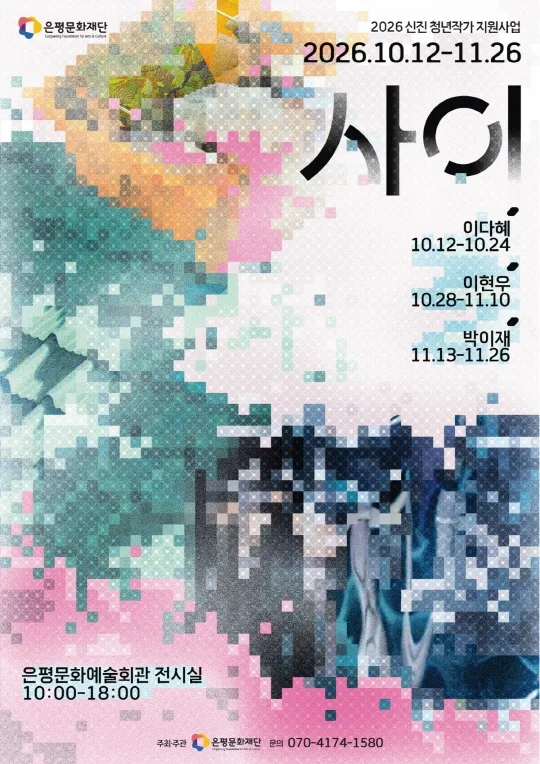 은평문화재단
Eunpyeong Foundation for Arts & Culture
2026 신진 청년작가 지원사업
2026.10.12-11.26
사이
이다혜
10.12-10.24
이현우
10.28-11.10
박이재
11.13-11.26
은평문화예술회관 전시실
10:00-18:00
주최·주관 은평문화재단 문의 070-4174-1580